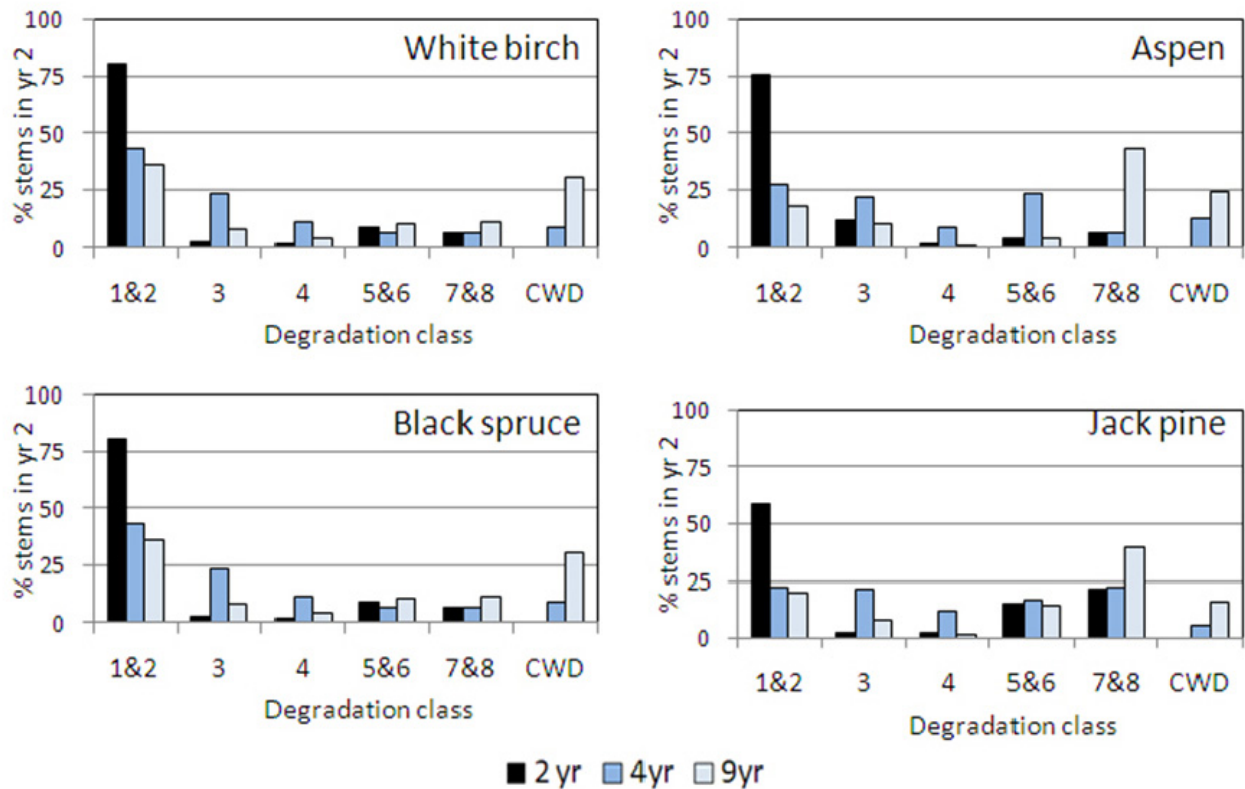 White birch
% stems in yr 2
100
75
50
25
0
1&2 3 4 5&6 7&8 CWD
Degradation class
Aspen
% stems in yr 2
100
75
50
25
0
1&2 3 4 5&6 7&8 CWD
Degradation class
Black spruce
% stems in yr 2
100
75
50
25
0
1&2 3 4 5&6 7&8 CWD
Degradation class
Jack pine
% stems in yr 2
100
75
50
25
0
1&2 3 4 5&6 7&8 CWD
Degradation class
2 yr 4yr 9yr